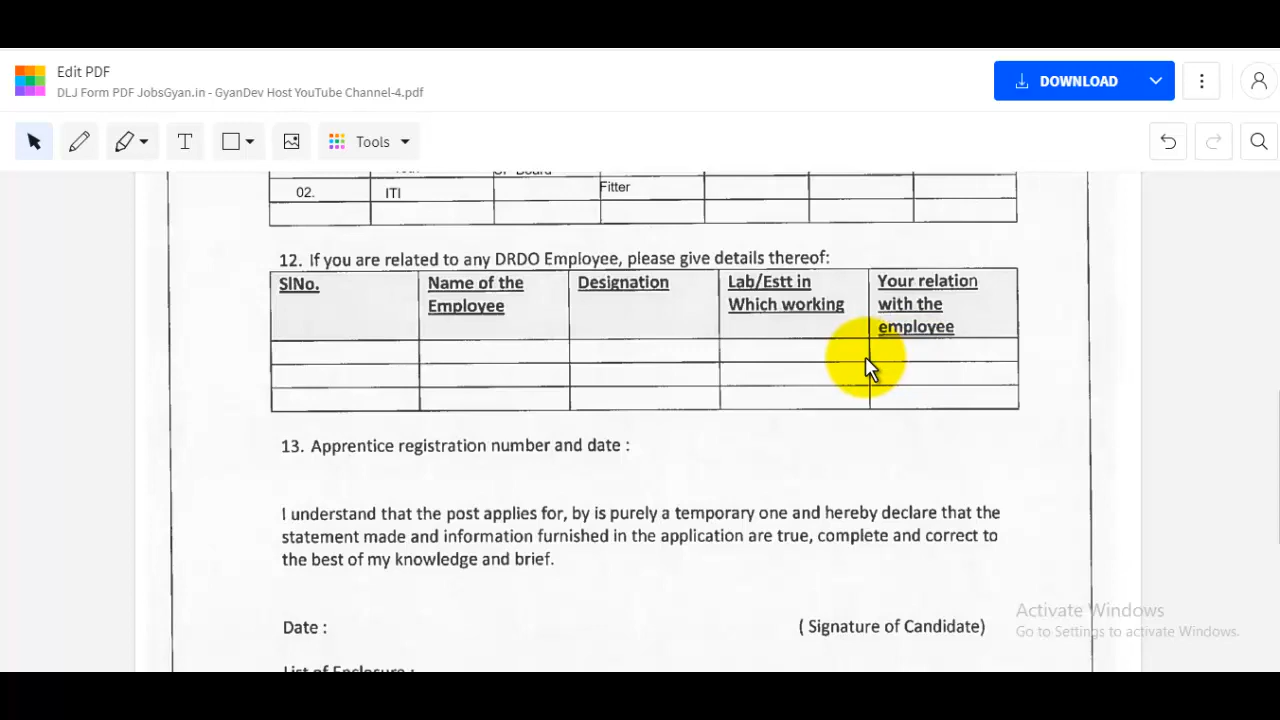 Edit PDF
DLJ Form PDF JobsGyan.in - GyanDev Host YouTube Channel-4.pdf
DOWNLOAD
T
Tools
UP Board
02. ITI Fitter
12. If you are related to any DRDO Employee, please give details thereof:
SlNo. Name of the Employee Designation Lab/Estt in Which working Your relation with the employee
13. Apprentice registration number and date :
I understand that the post applies for, by is purely a temporary one and hereby declare that the
statement made and information furnished in the application are true, complete and correct to
the best of my knowledge and brief.
Date : ( Signature of Candidate)
List of Enclosure :
Activate Windows
Go to Settings to activate Windows.